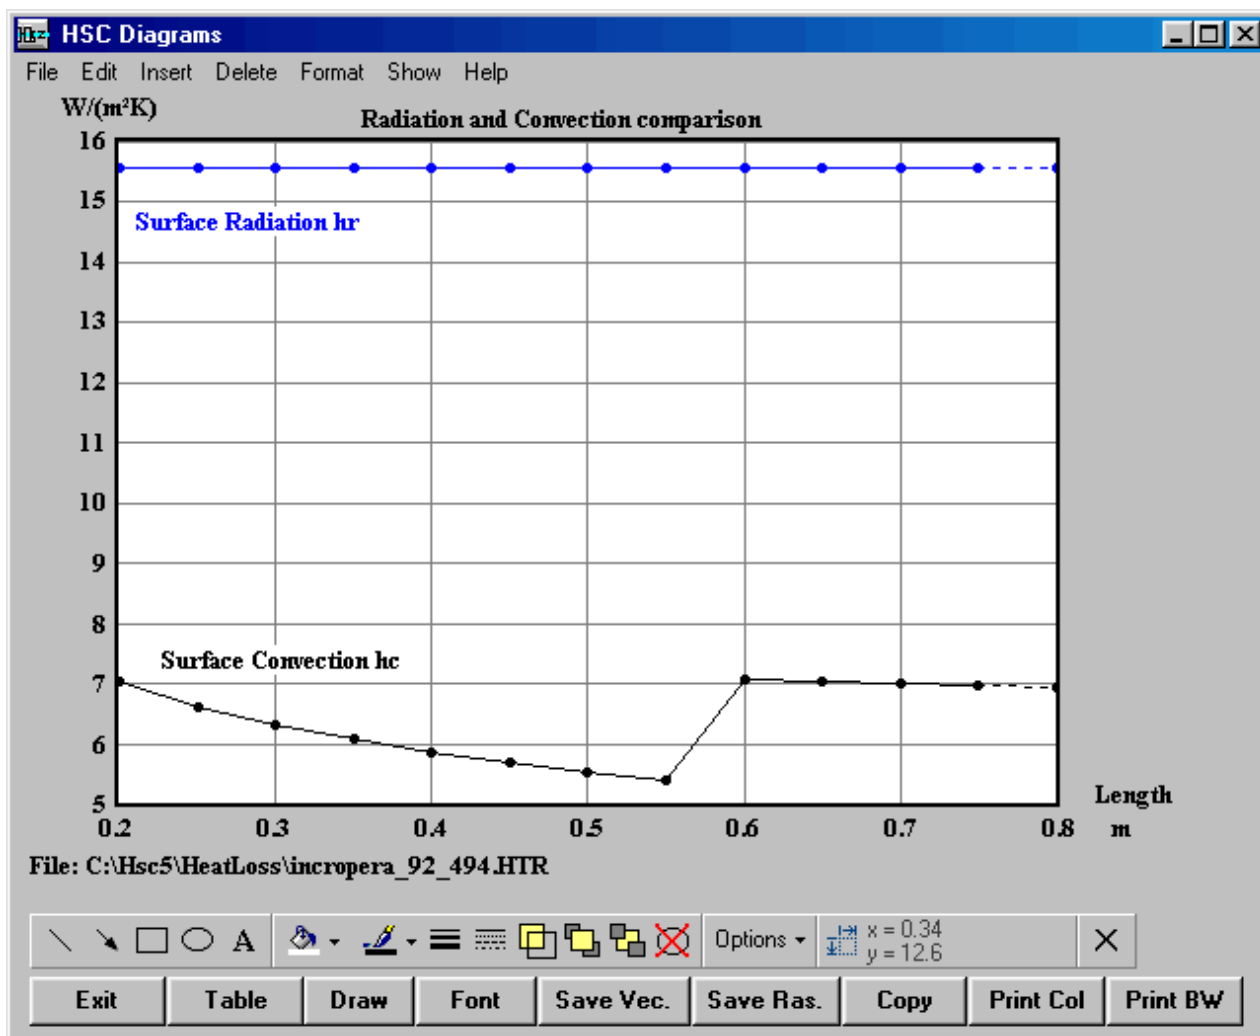 HSC Diagrams
File Edit Insert Delete Format Show Help
W/(m²K)
Radiation and Convection comparison
16
15
Surface Radiation hr
14
13
12
11
10
9
8
Surface Convection hc
7
6
5
0.2 0.3 0.4 0.5 0.6 0.7 0.8
Length
m
File: C:\Hsc5\HeatLoss\incropera_92_494.HTR
A Options x = 0.34
y = 12.6
Exit Table Draw Font Save Vec. Save Ras. Copy Print Col Print BW